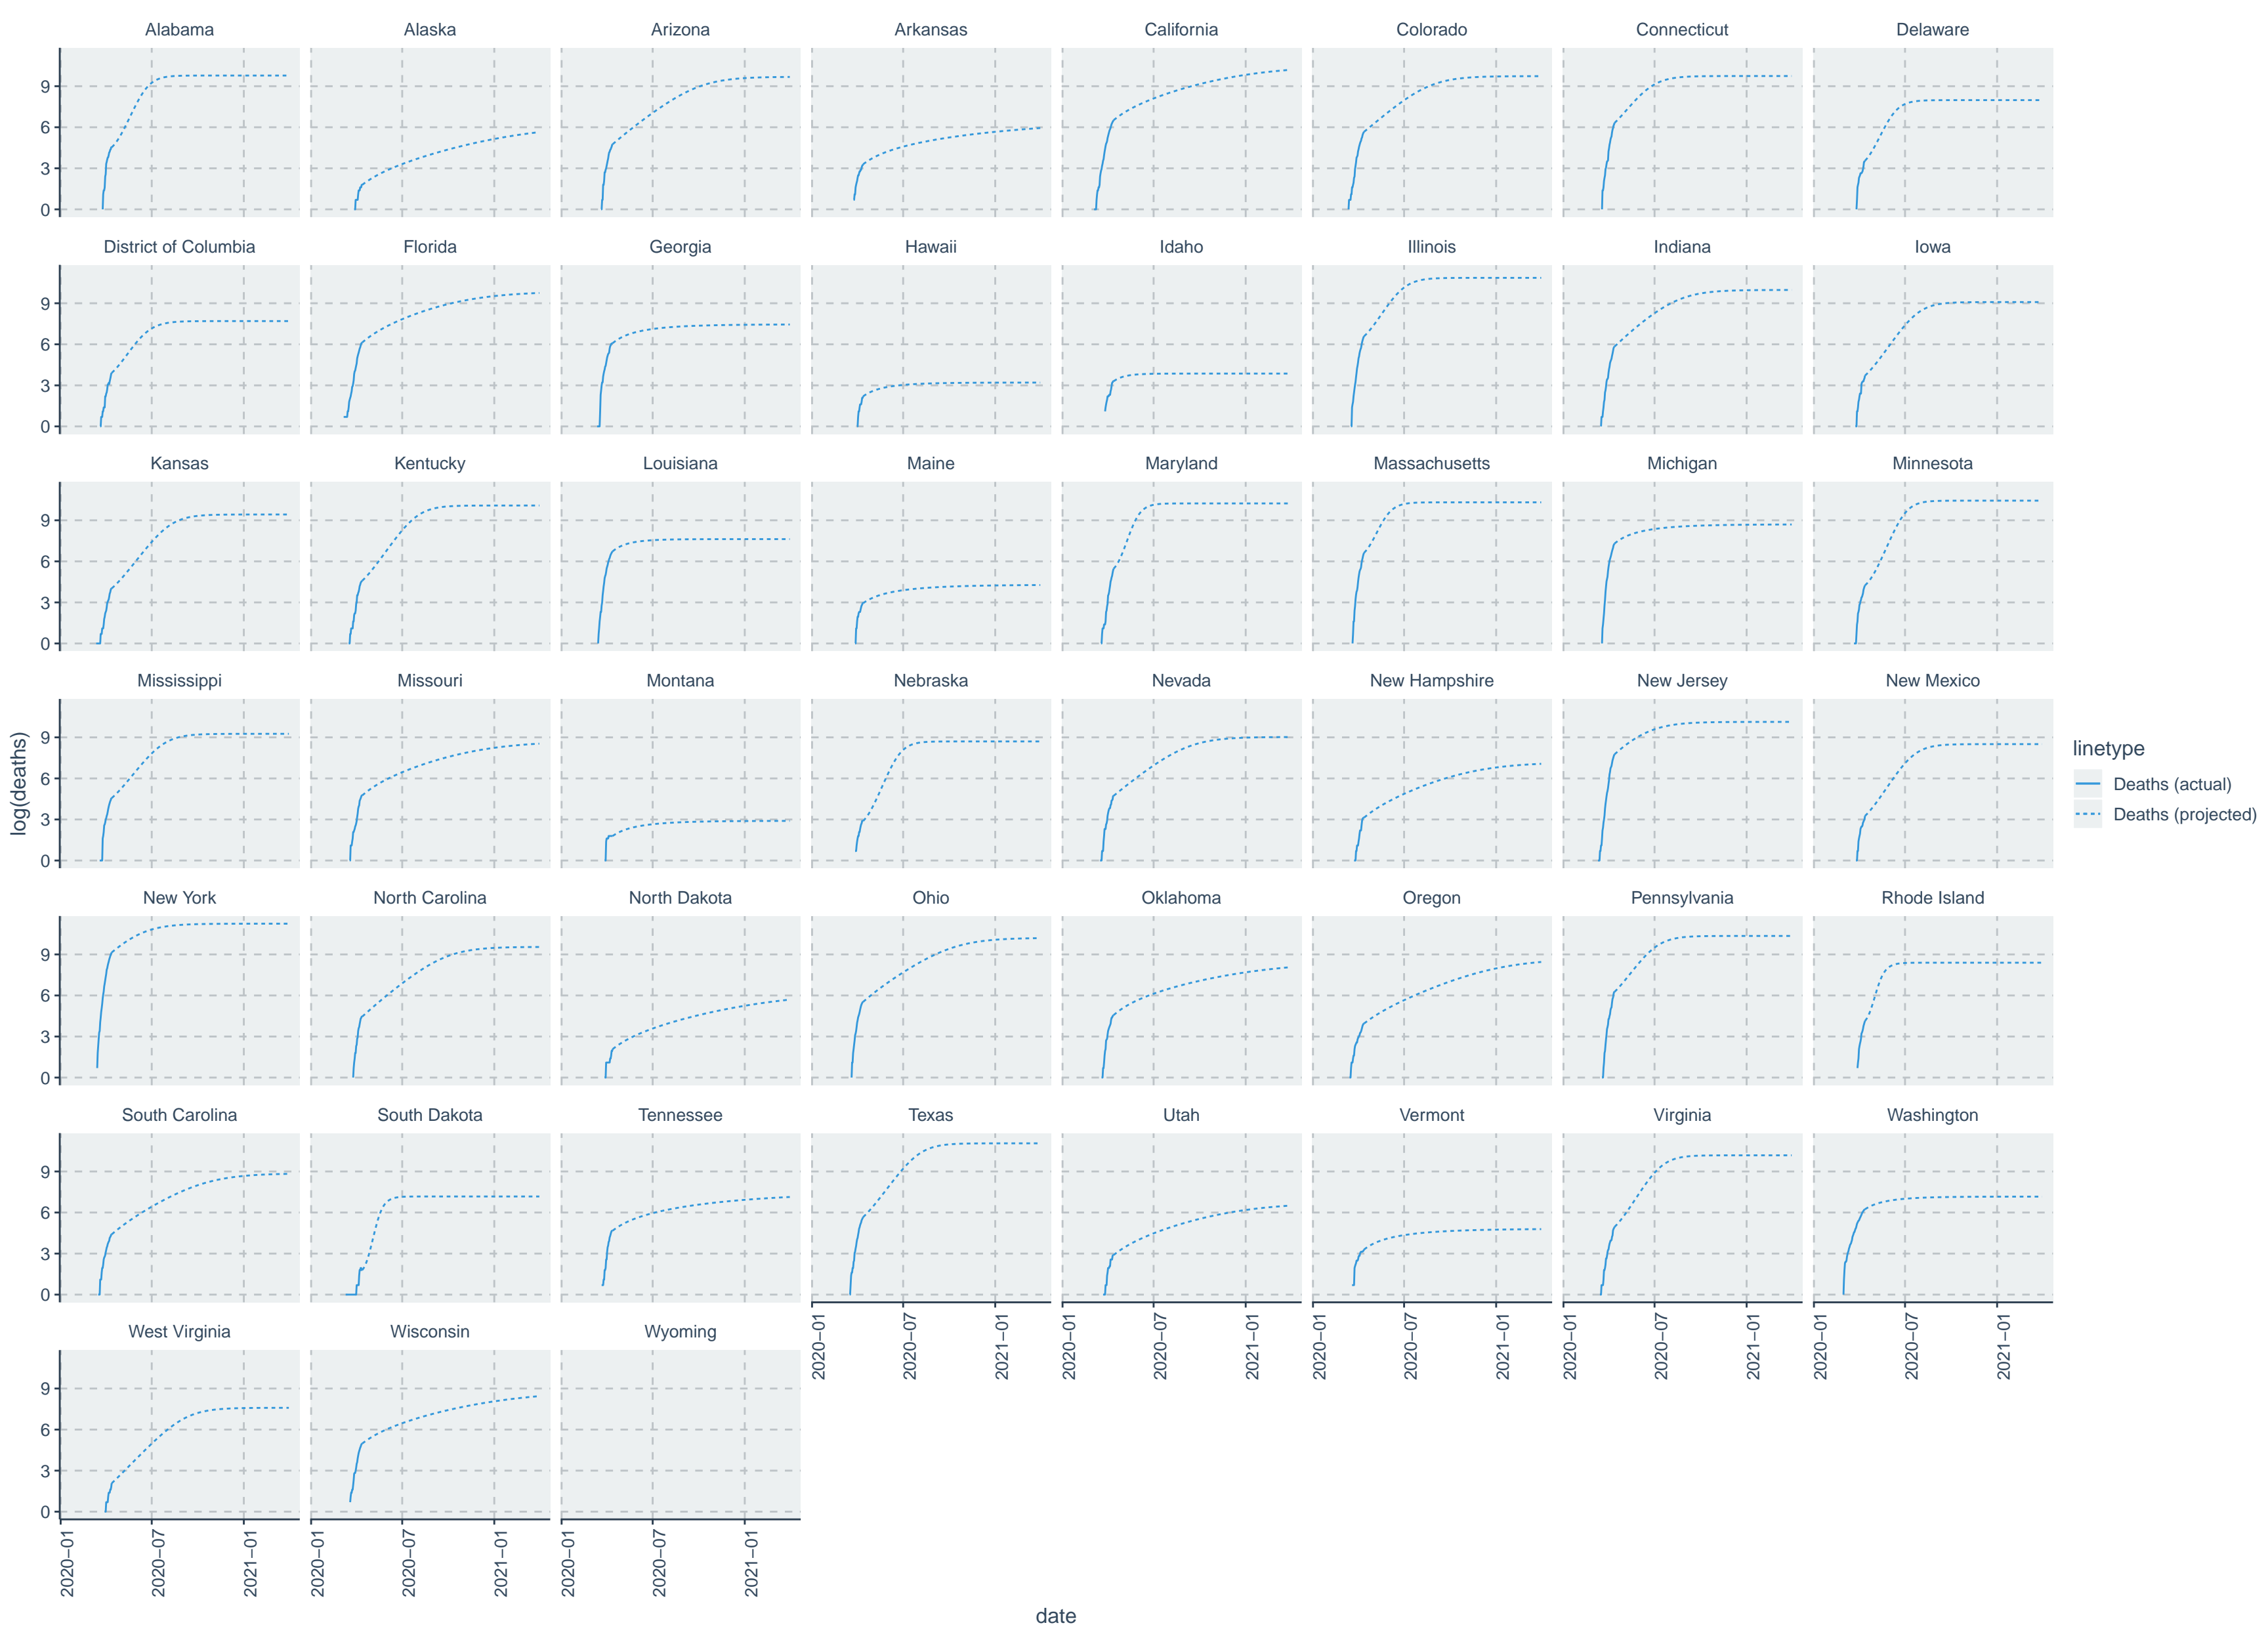 Alabama Alaska Arizona Arkansas California Colorado Connecticut Delaware
9
6
3
0
District of Columbia Florida Georgia Hawaii Idaho Illinois Indiana Iowa
9
6
3
0
Kansas Kentucky Louisiana Maine Maryland Massachusetts Michigan Minnesota
9
6
3
0
Mississippi Missouri Montana Nebraska Nevada New Hampshire New Jersey New Mexico
9
6
3
0
log(deaths)
linetype
Deaths (actual)
Deaths (projected)
New York North Carolina North Dakota Ohio Oklahoma Oregon Pennsylvania Rhode Island
9
6
3
0
South Carolina South Dakota Tennessee Texas Utah Vermont Virginia Washington
9
6
3
0
2020−01 2020−07 2021−01 2020−01 2020−07 2021−01 2020−01 2020−07 2021−01 2020−01 2020−07 2021−01 2020−01 2020−07 2021−01
West Virginia Wisconsin Wyoming
9
6
3
0
2020−01 2020−07 2021−01 2020−01 2020−07 2021−01 2020−01 2020−07 2021−01
date